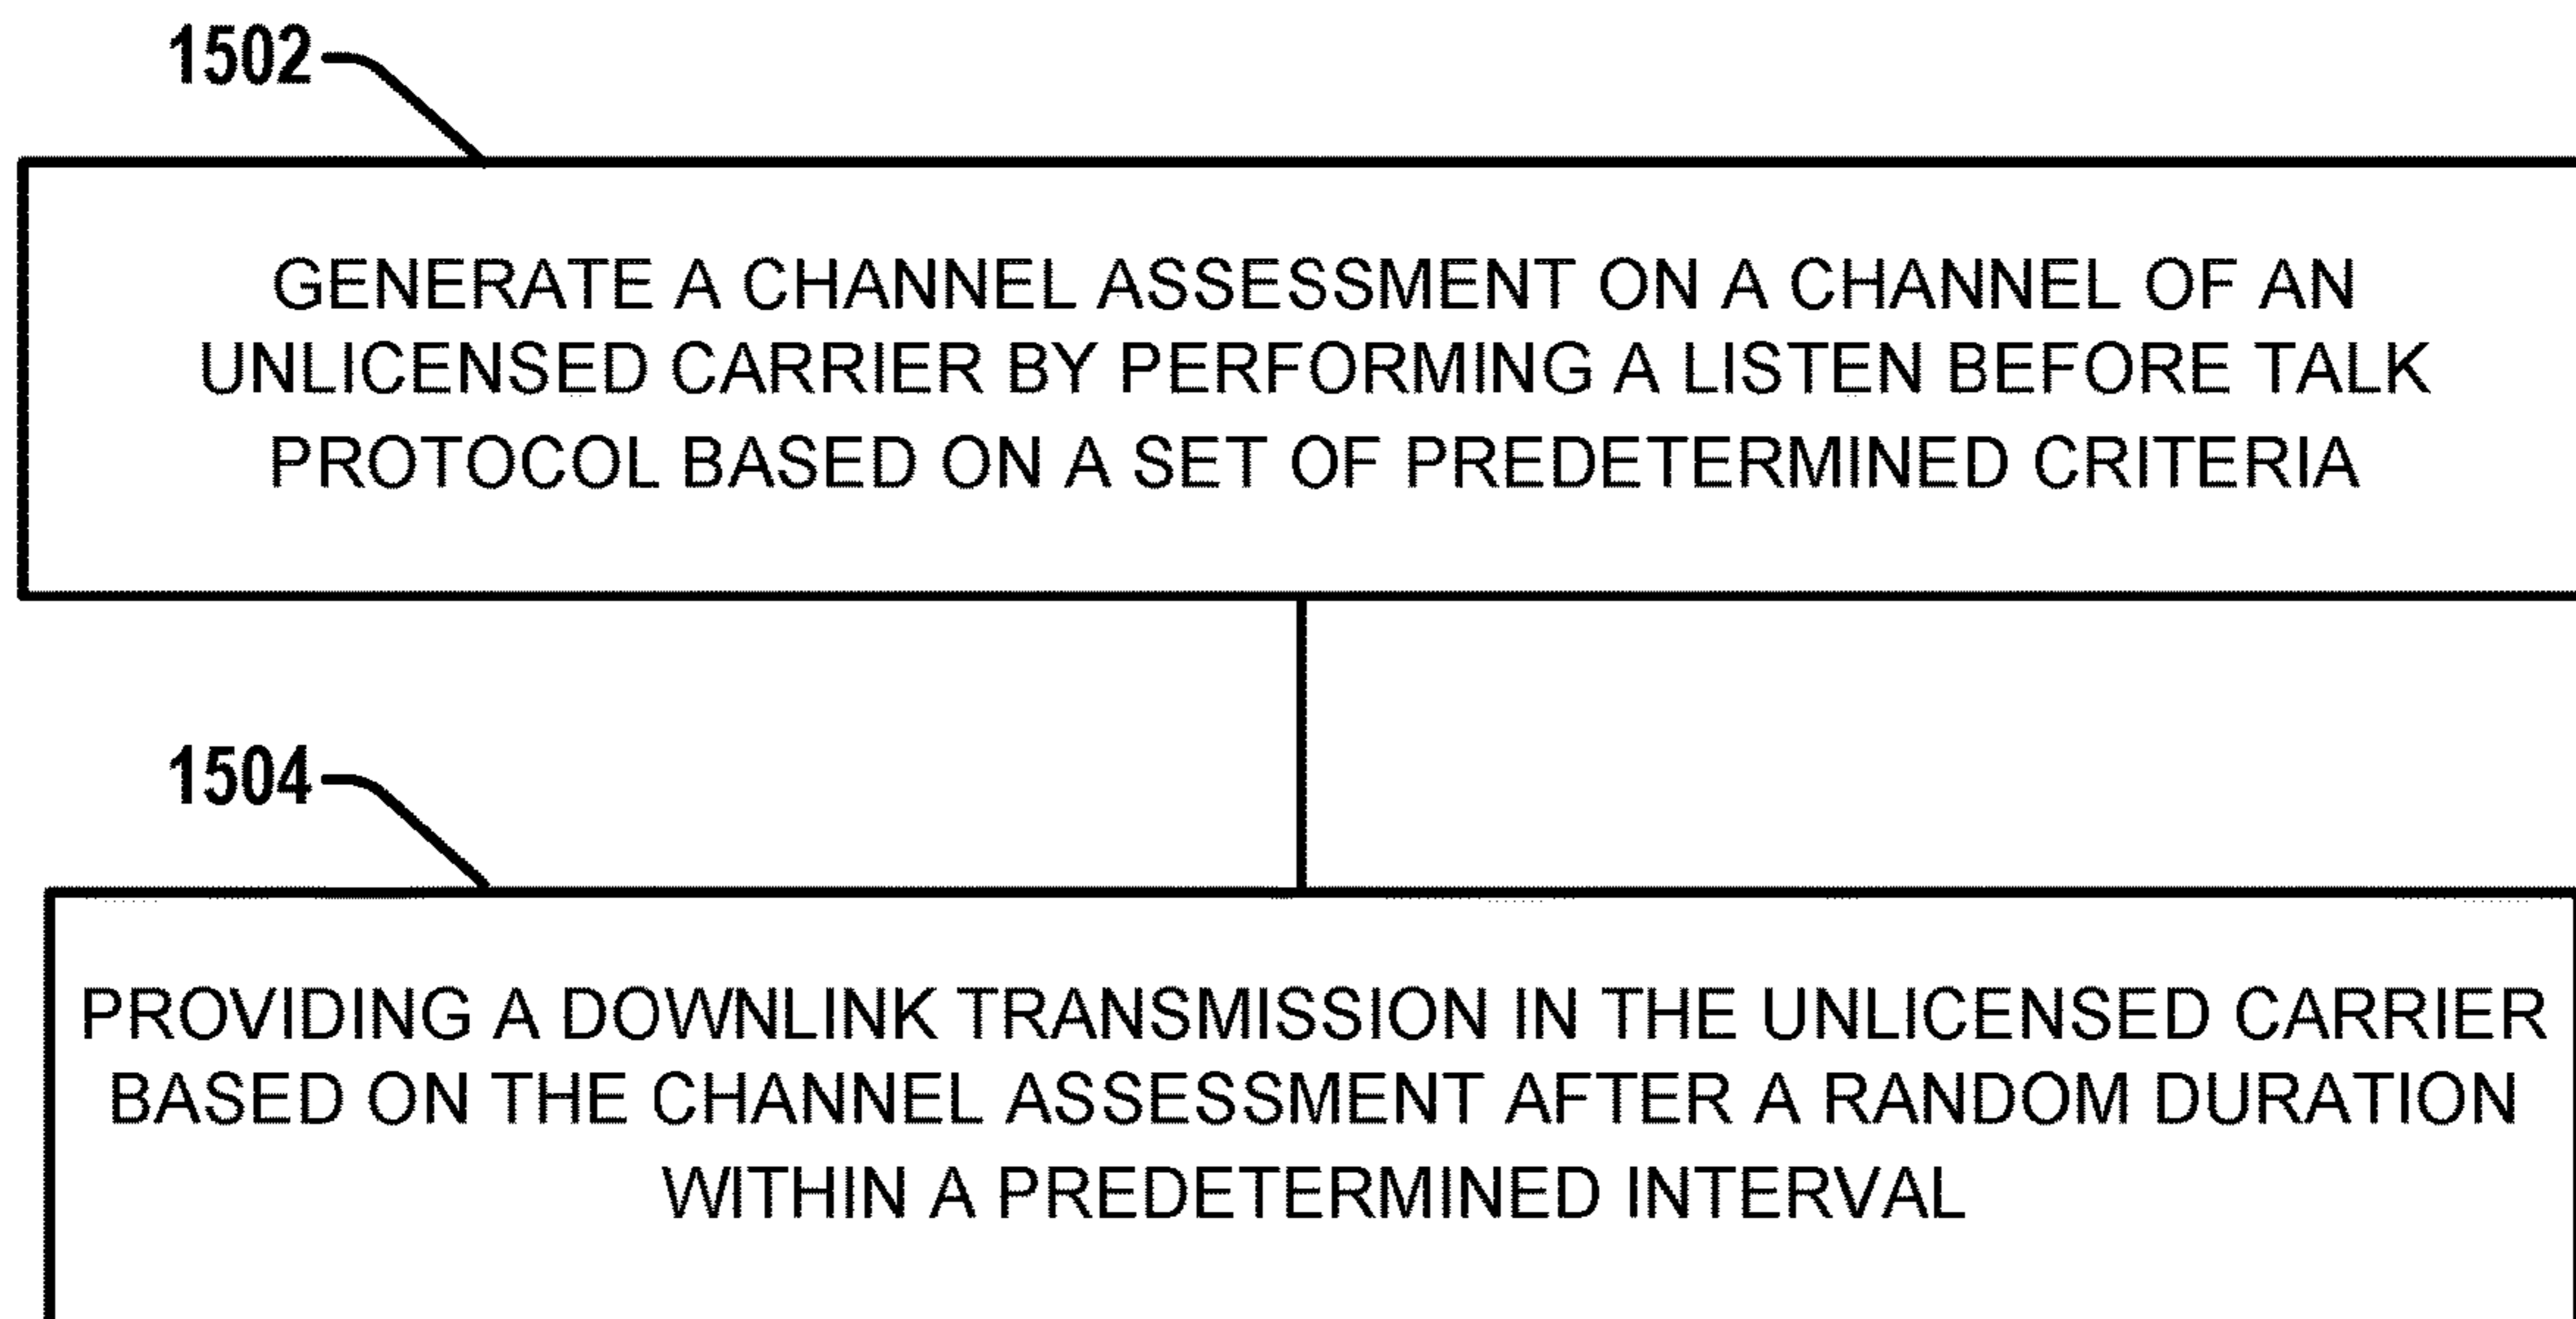 1502
GENERATE A CHANNEL ASSESSMENT ON A CHANNEL OF AN
UNLICENSED CARRIER BY PERFORMING A LISTEN BEFORE TALK
PROTOCOL BASED ON A SET OF PREDETERMINED CRITERIA
1504
PROVIDING A DOWNLINK TRANSMISSION IN THE UNLICENSED CARRIER
BASED ON THE CHANNEL ASSESSMENT AFTER A RANDOM DURATION
WITHIN A PREDETERMINED INTERVAL